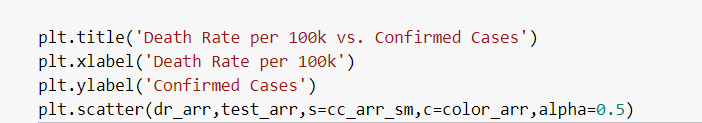 plt.title('Death Rate per 100k vs. Confirmed Cases')
plt.xlabel('Death Rate per 100k')
plt.ylabel('Confirmed Cases')
plt.scatter(dr_arr,test_arr,s=cc_arr_sm,c=color_arr,alpha=0.5)